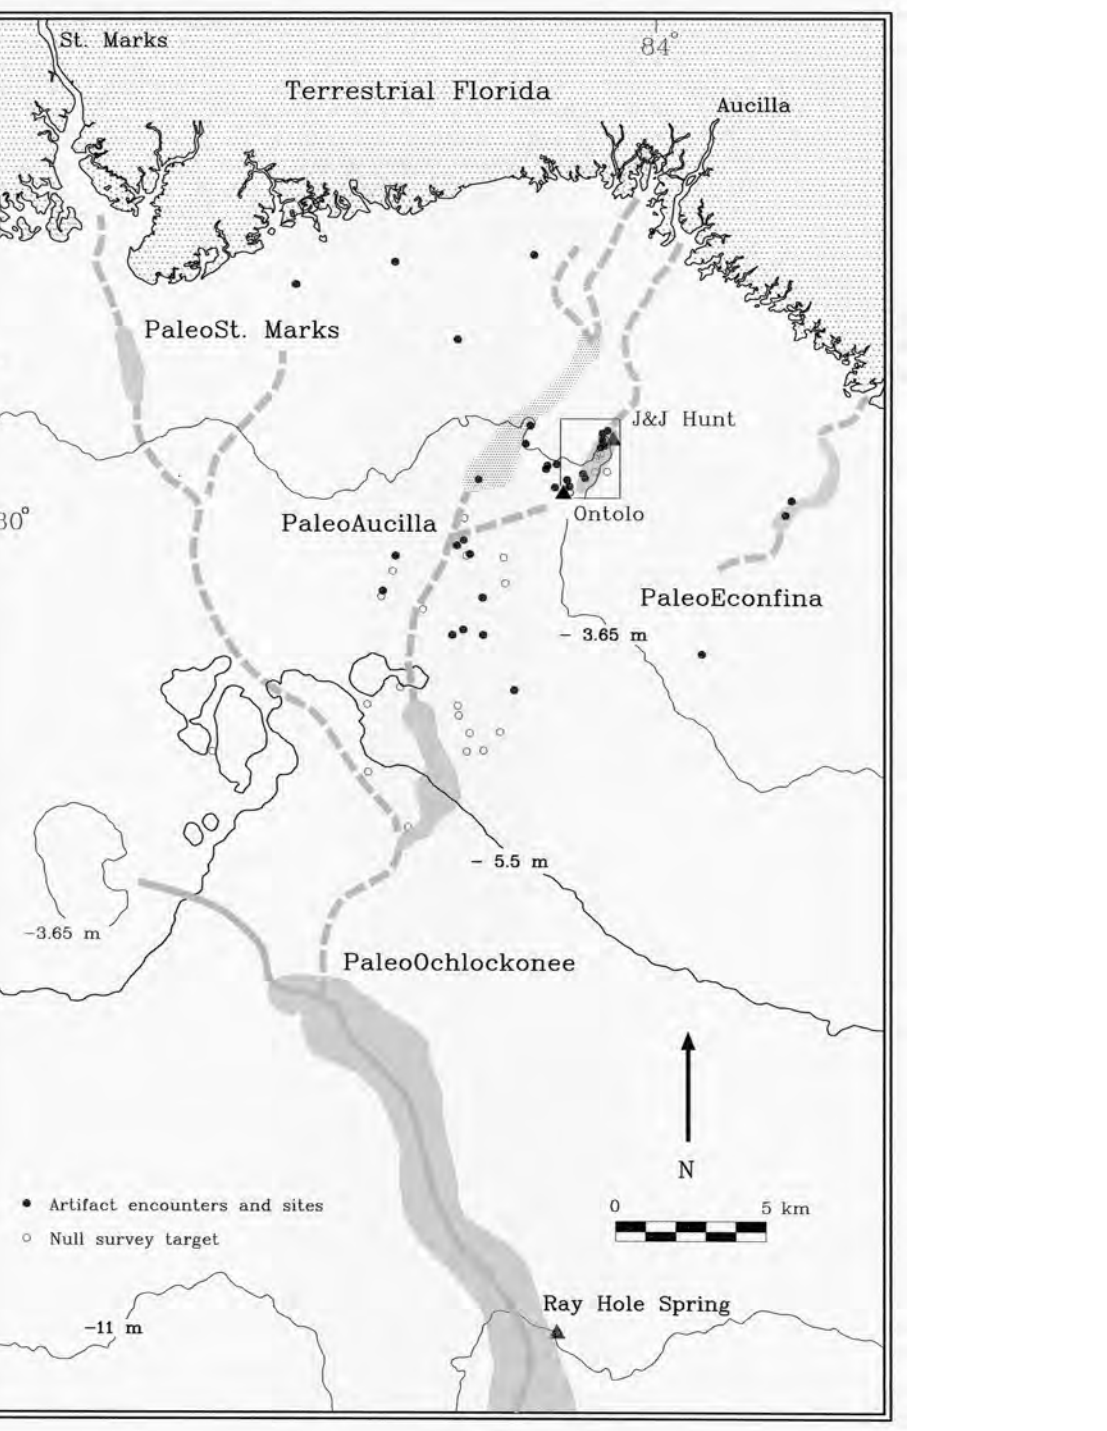 St. Marks
84°
Terrestrial Florida
Aucilla
PaleoSt. Marks
J&J Hunt
30°
PaleoAucilla
Ontolo
PaleoEconfina
- 3.65 m
- 5.5 m
-3.65 m
PaleoOchlockonee
N
0 5 km
Artifact encounters and sites
Null survey target
Ray Hole Spring
-11 m